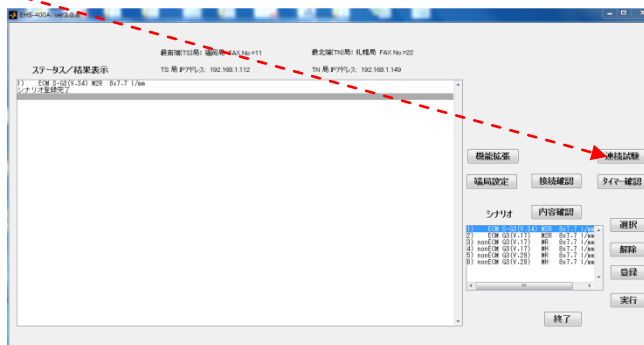 EHS-400A ver3.0.8
最南端(TS)局: 福岡局 FAX No.=11
最北端(TN)局: 札幌局 FAX No.=22
ステータス/結果表示
TS 局 IPアドレス: 192.168.1.112
TN 局 IPアドレス: 192.168.1.149
1) ECM S-G3(V.34) M2R 8x7.7 l/mm
シナリオ登録完了
機能拡張
連続試験
端局設定
接続確認
タイマー確認
シナリオ
内容確認
1) ECM S-G3(V.34) M2R 8x7.7 l/mm
2) ECM G3(V.17) M2R 8x7.7 l/mm
3) nonECM G3(V.17) MR 8x7.7 l/mm
4) nonECM G3(V.17) MH 8x7.7 l/mm
5) nonECM G3(V.29) MR 8x7.7 l/mm
6) nonECM G3(V.29) MH 8x7.7 l/mm
選択
解除
登録
実行
終了